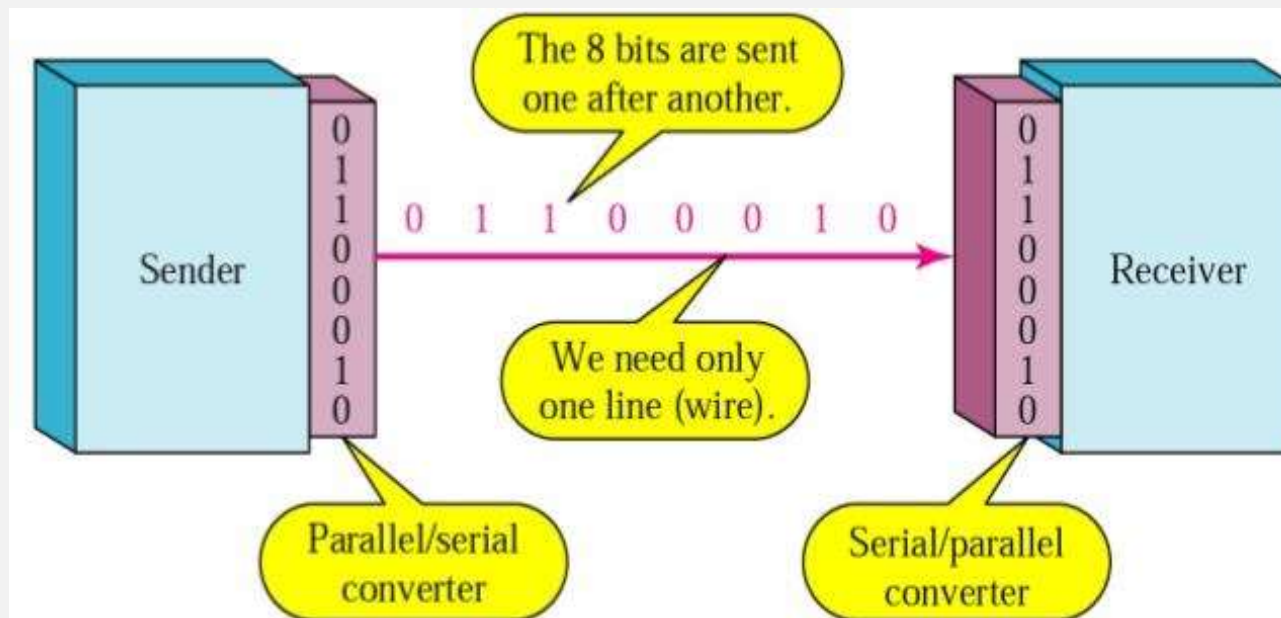 The 8 bits are sent
one after another.
0
1
1
0
0
0
1
0
0 1 1 0 0 0 1 0
0
1
1
0
0
0
1
0
Sender
Receiver
We need only
one line (wire).
Parallel/serial
converter
Serial/parallel
converter